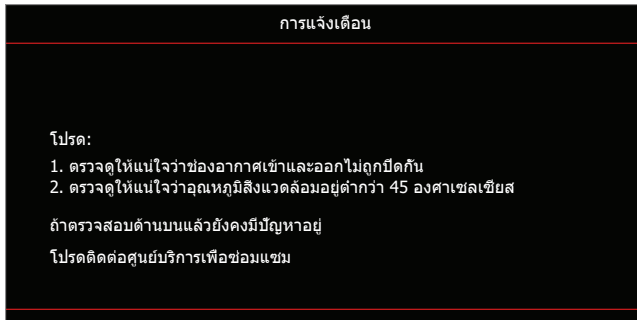 การแจ้งเตือน
โปรด:
1. ตรวจดูให้แน่ใจว่าช่องอากาศเข้าและออกไม่ถูกปิดกั้น
2. ตรวจดูให้แน่ใจว่าอุณหภูมิสิ่งแวดล้อมอยู่ต่ำกว่า 45 องศาเซลเซียส
ถ้าตรวจสอบด้านบนแล้วยังคงมีปัญหาอยู่
โปรดติดต่อศูนย์บริการเพื่อซ่อมแซม